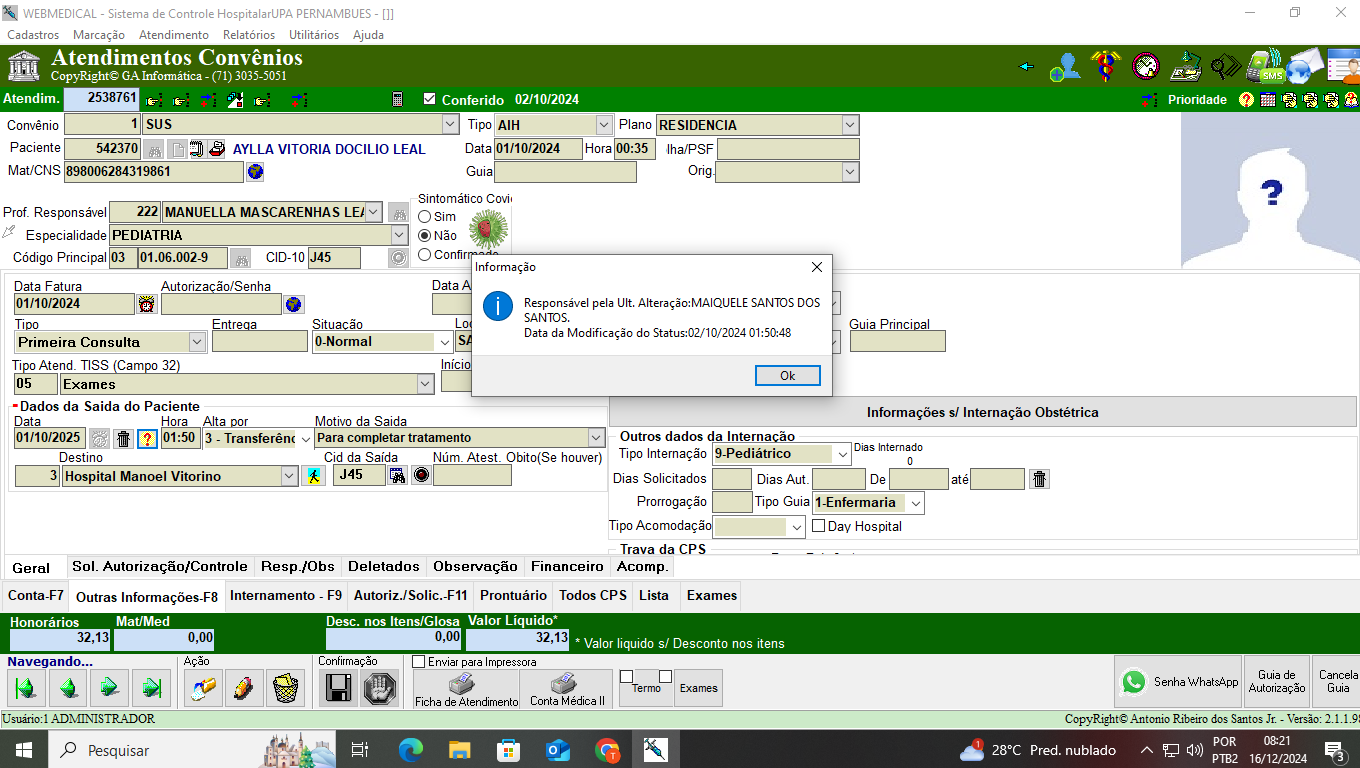 WEBMEDICAL - Sistema de Controle HospitalarUPA PERNAMBUES - []]
Cadastros Marcação Atendimento Relatórios Utilitários Ajuda
Atendimentos Convênios
CopyRight© GA Informática - (71) 3035-5051
SMS
Atendim. 2538761 Conferido 02/10/2024 Prioridade
Convênio 1 SUS Tipo AIH Plano RESIDENCIA
Paciente 542370 AYLLA VITORIA DOCILIO LEAL Data 01/10/2024 Hora 00:35 lha/PSF
Mat/CNS 898006284319861 Guia Orig.
Sintomático Covi
Prof. Responsável 222 MANUELLA MASCARENHAS LEA Sim
Especialidade PEDIATRIA Não
Código Principal 03 01.06.002-9 CID-10 J45 Confirmado
Informação
Responsável pela Ult. Alteração:MAIQUELE SANTOS DOS
SANTOS.
Data da Modificação do Status:02/10/2024 01:50:48
Ok
Data Fatura Autorização/Senha Data A
01/10/2024
Tipo Entrega Situação Loc Guia Principal
Primeira Consulta 0-Normal SA
Tipo Atend. TISS (Campo 32) Início
05 Exames
Dados da Saida do Paciente
Data Hora Alta por Motivo da Saida
01/10/2025 01:50 3 - Transferênc Para completar tratamento
Destino Cid da Saída Núm. Atest. Obito(Se houver)
3 Hospital Manoel Vitorino J45
Informações s/ Internação Obstétrica
Outros dados da Internação
Tipo Internação 9-Pediátrico Dias Internado
0
Dias Solicitados Dias Aut. De até
Prorrogação Tipo Guia 1-Enfermaria
Tipo Acomodação Day Hospital
Trava da CPS
Geral Sol. Autorização/Controle Resp./Obs Deletados Observação Financeiro Acomp.
Conta-F7 Outras Informações-F8 Internamento - F9 Autoriz./Solic.-F11 Prontuário Todos CPS Lista Exames
Honorários Mat/Med Desc. nos Itens/Glosa Valor Líquido*
32,13 0,00 0,00 32,13 * Valor liquido s/ Desconto nos itens
Navegando... Ação Confirmação Enviar para Impressora
Ficha de Atendimento Conta Médica II Termo Exames Senha WhatsApp Guia de Autorização Cancela Guia
Usuário:1 ADMINISTRADOR CopyRight© Antonio Ribeiro dos Santos Jr. - Versão: 2.1.1.98
Pesquisar 1 28°C Pred. nublado POR PTB2 08:21 16/12/2024 3